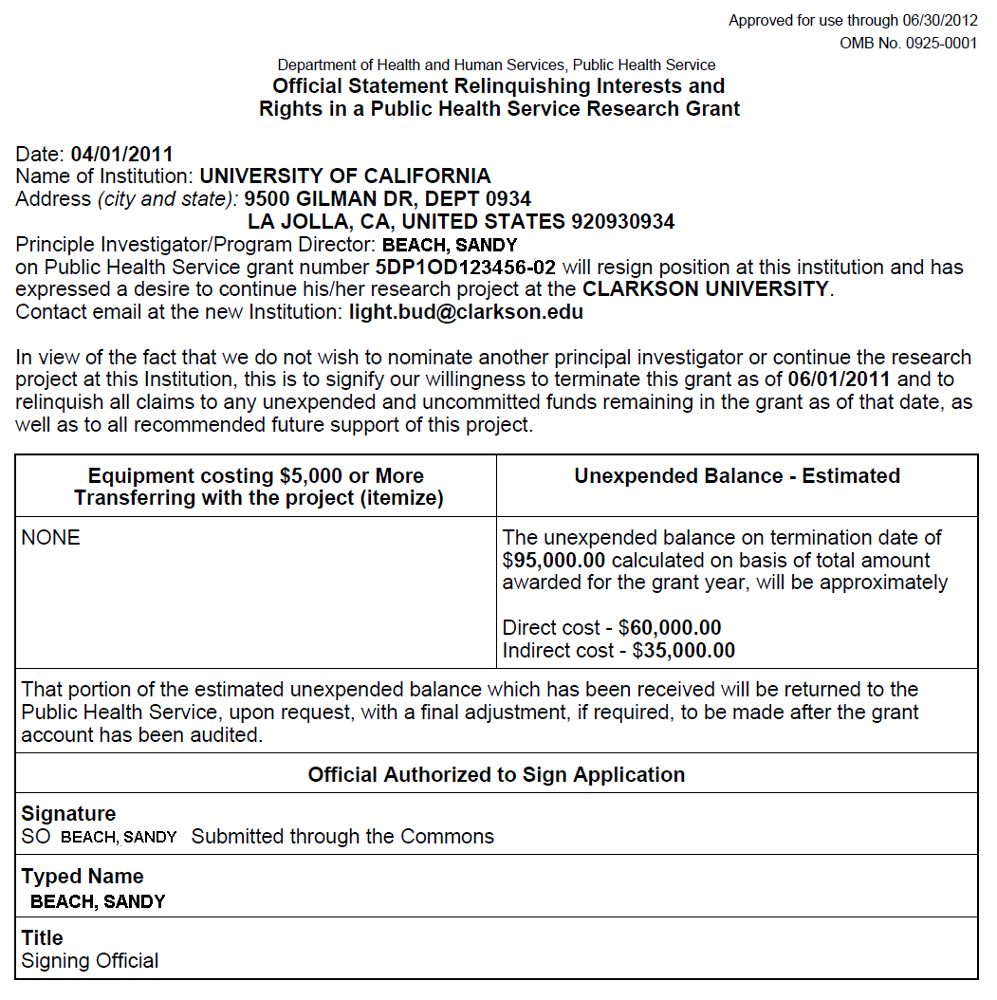 Approved for use through 06/30/2012
OMB No. 0925-0001
Department of Health and Human Services, Public Health Service
Official Statement Relinquishing Interests and
Rights in a Public Health Service Research Grant
Date: 04/01/2011
Name of Institution: UNIVERSITY OF CALIFORNIA
Address (city and state): 9500 GILMAN DR, DEPT 0934
LA JOLLA, CA, UNITED STATES 920930934
Principle Investigator/Program Director: BEACH, SANDY
on Public Health Service grant number 5DP1OD123456-02 will resign position at this institution and has
expressed a desire to continue his/her research project at the CLARKSON UNIVERSITY.
Contact email at the new Institution: light.bud@clarkson.edu
In view of the fact that we do not wish to nominate another principal investigator or continue the research
project at this Institution, this is to signify our willingness to terminate this grant as of 06/01/2011 and to
relinquish all claims to any unexpended and uncommitted funds remaining in the grant as of that date, as
well as to all recommended future support of this project.
Equipment costing $5,000 or More
Transferring with the project (itemize)
Unexpended Balance - Estimated
NONE
The unexpended balance on termination date of
$95,000.00 calculated on basis of total amount
awarded for the grant year, will be approximately
Direct cost - $60,000.00
Indirect cost - $35,000.00
That portion of the estimated unexpended balance which has been received will be returned to the
Public Health Service, upon request, with a final adjustment, if required, to be made after the grant
account has been audited.
Official Authorized to Sign Application
Signature
SO BEACH, SANDY Submitted through the Commons
Typed Name
BEACH, SANDY
Title
Signing Official